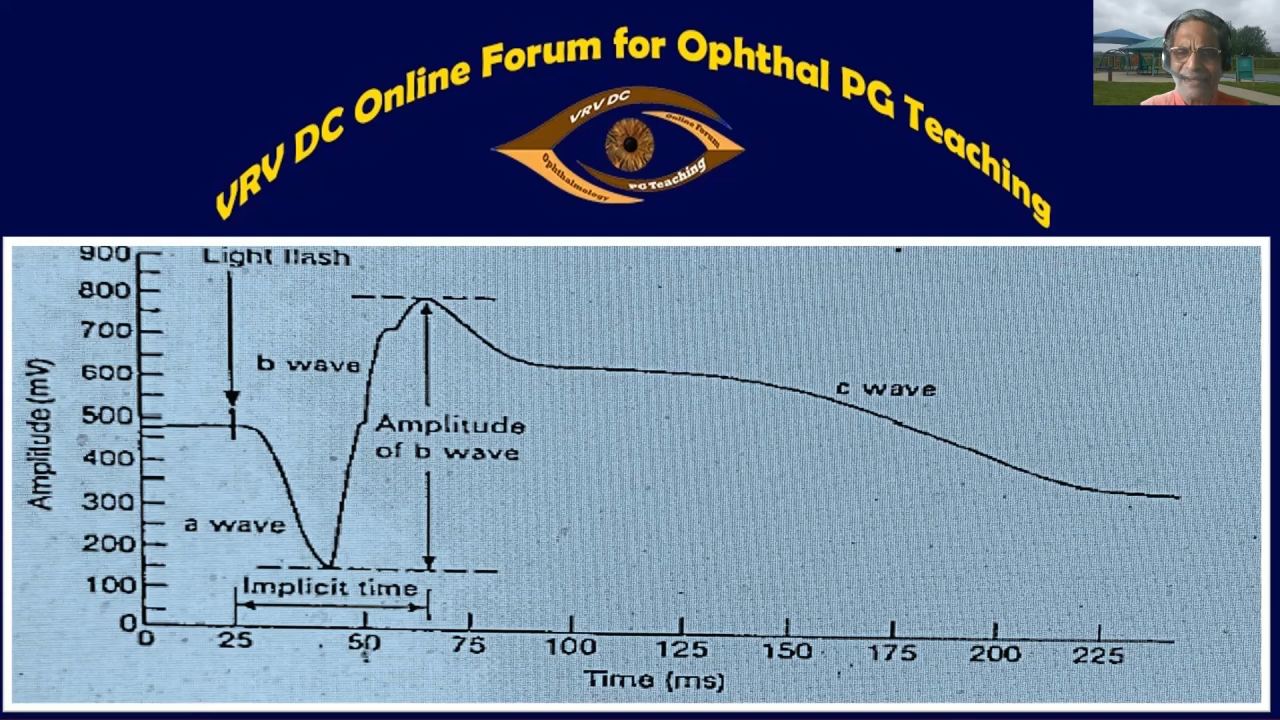 VRV DC Online Forum for Ophthal PG Teaching
VRV DC
Online Forum
Ophthalmology
PG Teaching
900
Light flash
800
700
b wave
600
c wave
500
Amplitude
of b wave
400
300
a wave
200
100
Implicit time
0
Amplitude (mV)
0 25 50 75 100 125 150 175 200 225
Time (ms)